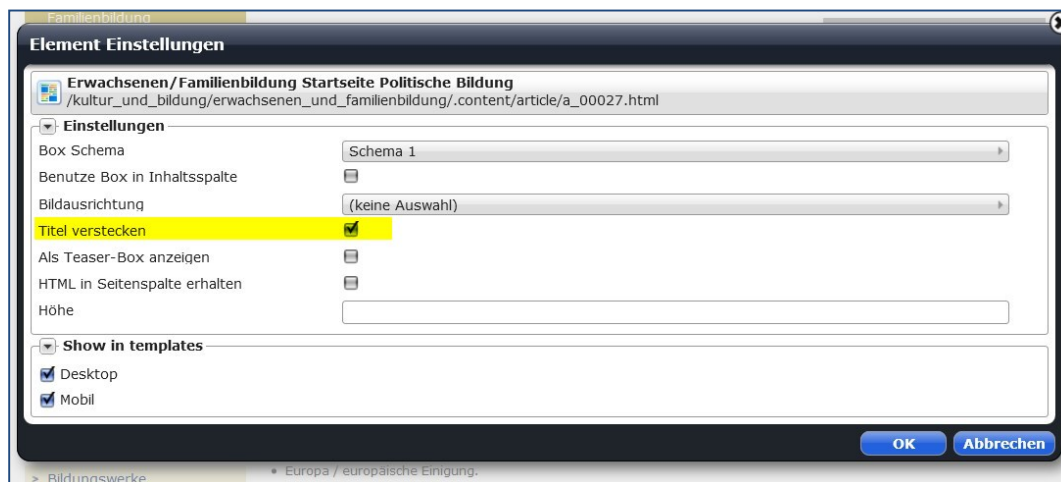 Familienbildung
Element Einstellungen
Erwachsenen/Familienbildung Startseite Politische Bildung
/kultur_und_bildung/erwachsenen_und_familienbildung/.content/article/a_00027.html
Einstellungen
Box Schema Schema 1
Benutze Box in Inhaltsspalte
Bildausrichtung (keine Auswahl)
Titel verstecken
Als Teaser-Box anzeigen
HTML in Seitenspalte erhalten
Höhe
Show in templates
Desktop
Mobil
OK Abbrechen
• Europa / europäische Einigung.
> Bildungswerke